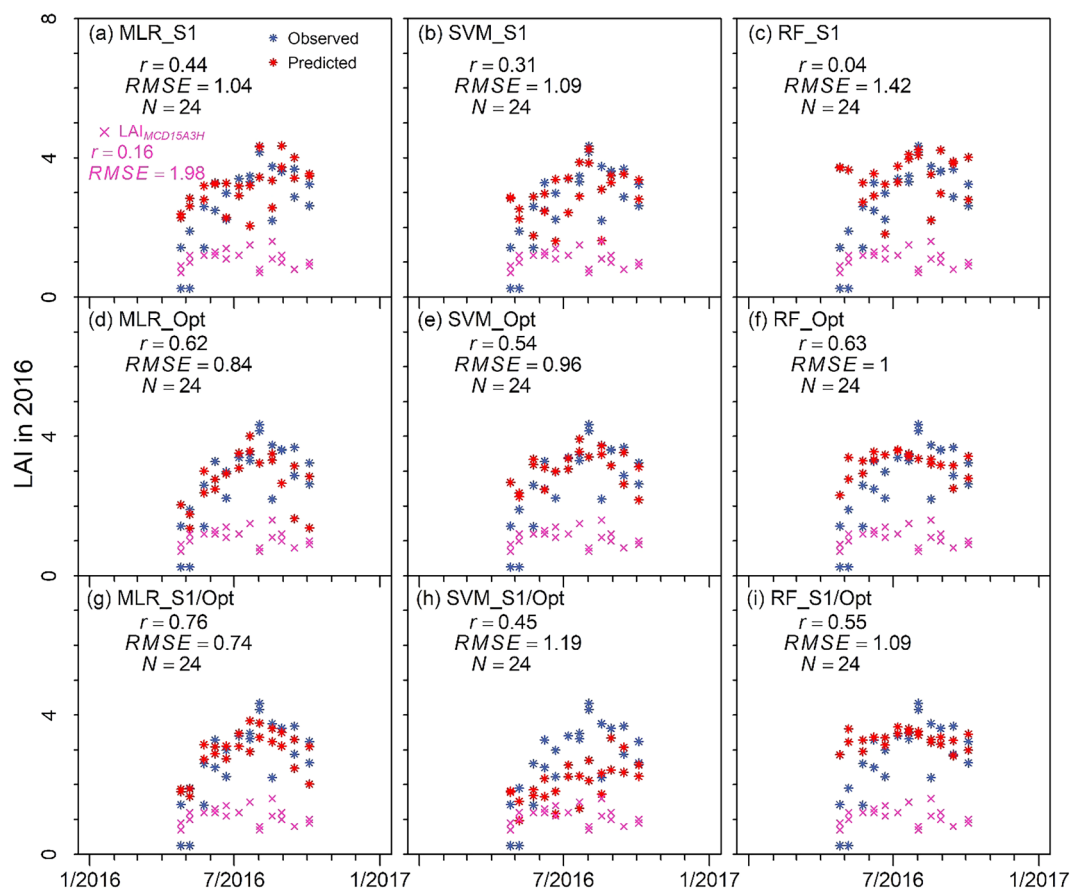 8
(a) MLR_S1
Observed
Predicted
r = 0.44
RMSE = 1.04
N = 24
× LAI_MCD15A3H
r = 0.16
RMSE = 1.98
(b) SVM_S1
r = 0.31
RMSE = 1.09
N = 24
(c) RF_S1
r = 0.04
RMSE = 1.42
N = 24
4
0
(d) MLR_Opt
r = 0.62
RMSE = 0.84
N = 24
(e) SVM_Opt
r = 0.54
RMSE = 0.96
N = 24
(f) RF_Opt
r = 0.63
RMSE = 1
N = 24
LAI in 2016
4
0
(g) MLR_S1/Opt
r = 0.76
RMSE = 0.74
N = 24
(h) SVM_S1/Opt
r = 0.45
RMSE = 1.19
N = 24
(i) RF_S1/Opt
r = 0.55
RMSE = 1.09
N = 24
4
0
1/2016 7/2016 1/2017 7/2016 1/2017 7/2016 1/2017